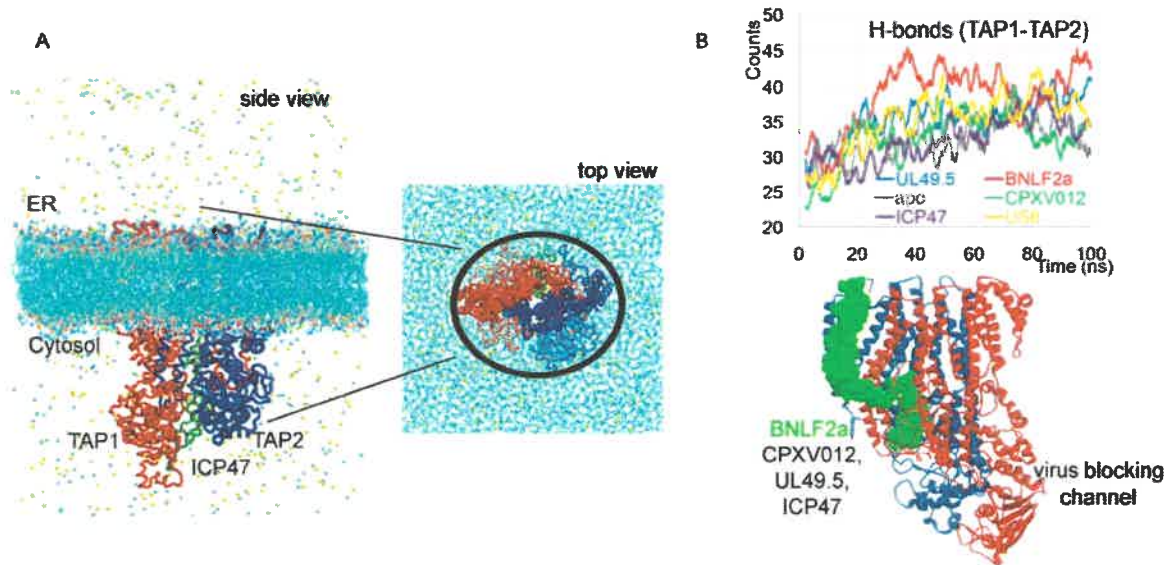 A
side view
ER
Cytosol
TAP1
TAP2
ICP47
top view
B
H-bonds (TAP1-TAP2)
Counts
50
45
40
35
30
25
20
UL49.5
BNLF2a
apo
CPXV012
ICP47
0
20
40
60
80
100
Time (ns)
BNLF2a
CPXV012,
UL49.5,
ICP47
virus blocking
channel